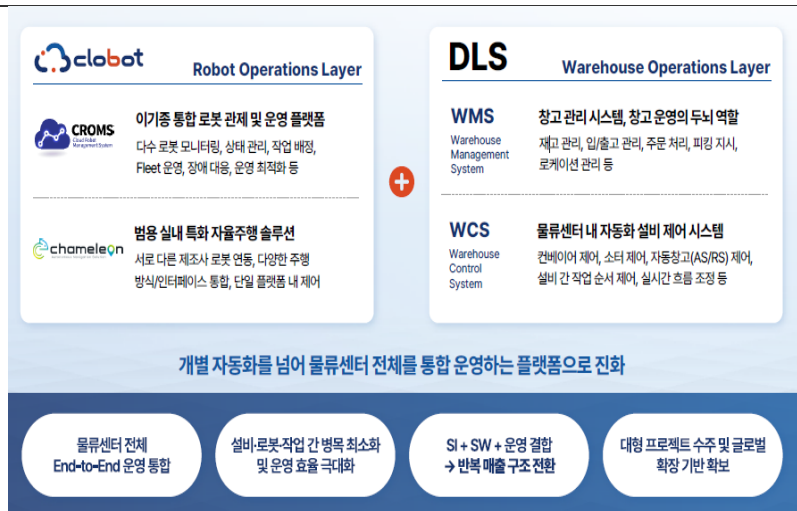 clobot
Robot Operations Layer
CROMS
Cloud Robot
Management System
이기종 통합 로봇 관제 및 운영 플랫폼
다수 로봇 모니터링, 상태 관리, 작업 배정,
Fleet 운영, 장애 대응, 운영 최적화 등
chameleon
범용 실내 특화 자율주행 솔루션
서로 다른 제조사 로봇 연동, 다양한 주행
방식/인터페이스 통합, 단일 플랫폼 내 제어
+
DLS
Warehouse Operations Layer
WMS
Warehouse
Management
System
창고 관리 시스템, 창고 운영의 두뇌 역할
재고 관리, 입/출고 관리, 주문 처리, 피킹 지시,
로케이션 관리 등
WCS
Warehouse
Control
System
물류센터 내 자동화 설비 제어 시스템
컨베이어 제어, 소터 제어, 자동창고(AS/RS) 제어,
설비 간 작업 순서 제어, 실시간 흐름 조정 등
개별 자동화를 넘어 물류센터 전체를 통합 운영하는 플랫폼으로 진화
물류센터 전체
End-to-End 운영 통합
설비·로봇·작업 간 병목 최소화
및 운영 효율 극대화
SI + SW + 운영 결합
→ 반복 매출 구조 전환
대형 프로젝트 수주 및 글로벌
확장 기반 확보